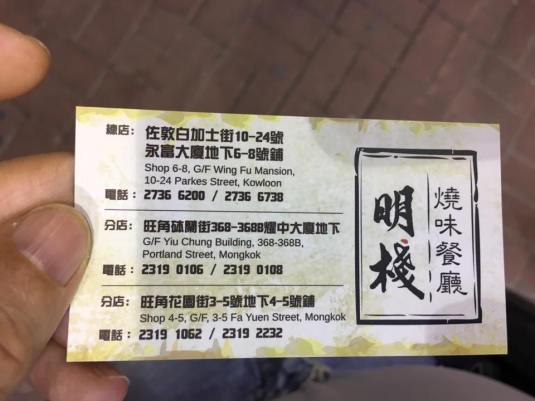 總店： 佐敦白加士街10-24號
永富大廈地下6-8號鋪
Shop 6-8, G/F Wing Fu Mansion,
10-24 Parkes Street, Kowloon
電話： 2736 6200 / 2736 6738
分店： 旺角砵蘭街368-368B耀中大廈地下
G/F Yiu Chung Building, 368-368B,
Portland Street, Mongkok
電話： 2319 0106 / 2319 0108
分店： 旺角花園街3-5號地下4-5號鋪
Shop 4-5, G/F, 3-5 Fa Yuen Street, Mongkok
電話： 2319 1062 / 2319 2232
明棧
燒味餐廳